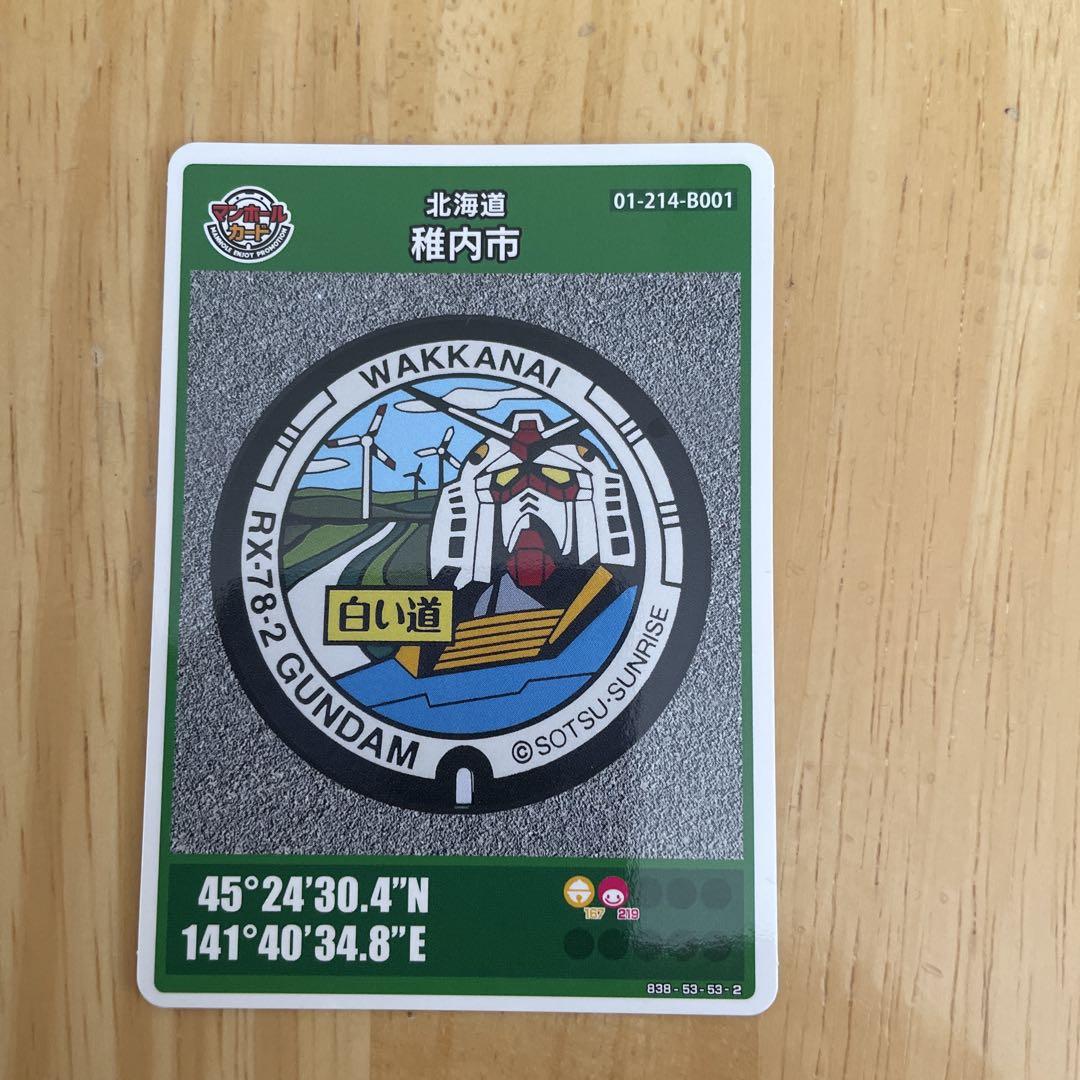 マンホール
カード
MANHOLE ENJOY PROMOTION
北海道
稚内市
01-214-B001
WAKKANAI
RX-78-2 GUNDAM
白い道
©SOTSU・SUNRISE
45°24'30.4"N
141°40'34.8"E
167
219
838-53-53-2